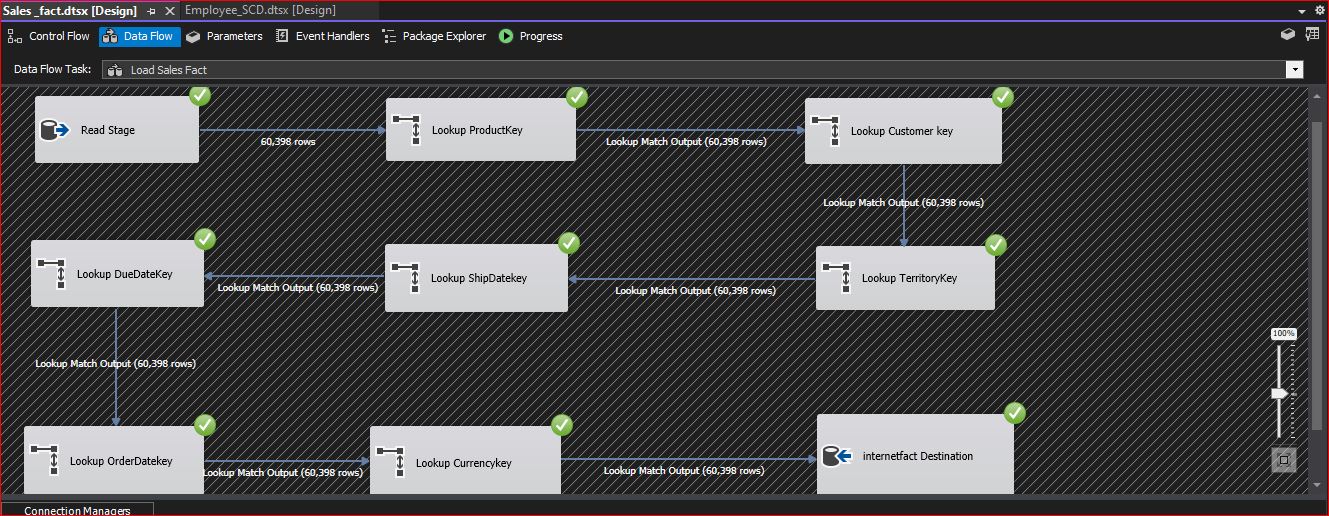 Sales _fact.dtsx [Design]
Employee_SCD.dtsx [Design]
Control Flow
Data Flow
Parameters
Event Handlers
Package Explorer
Progress
Data Flow Task:
Load Sales Fact
Read Stage
60,398 rows
Lookup ProductKey
Lookup Match Output (60,398 rows)
Lookup Customer key
Lookup Match Output (60,398 rows)
Lookup TerritoryKey
Lookup Match Output (60,398 rows)
Lookup ShipDatekey
Lookup Match Output (60,398 rows)
Lookup DueDateKey
Lookup Match Output (60,398 rows)
Lookup OrderDatekey
Lookup Match Output (60,398 rows)
Lookup Currencykey
Lookup Match Output (60,398 rows)
internetfact Destination
100%
Connection Managers